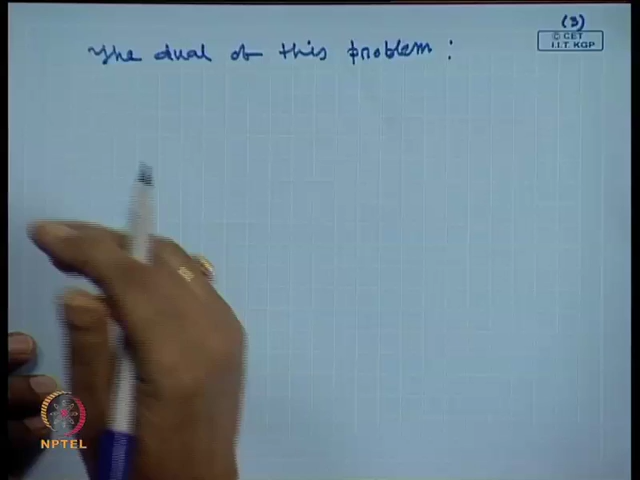 (3)
© CET
I.I.T. KGP
The dual of this problem :
NPTEL